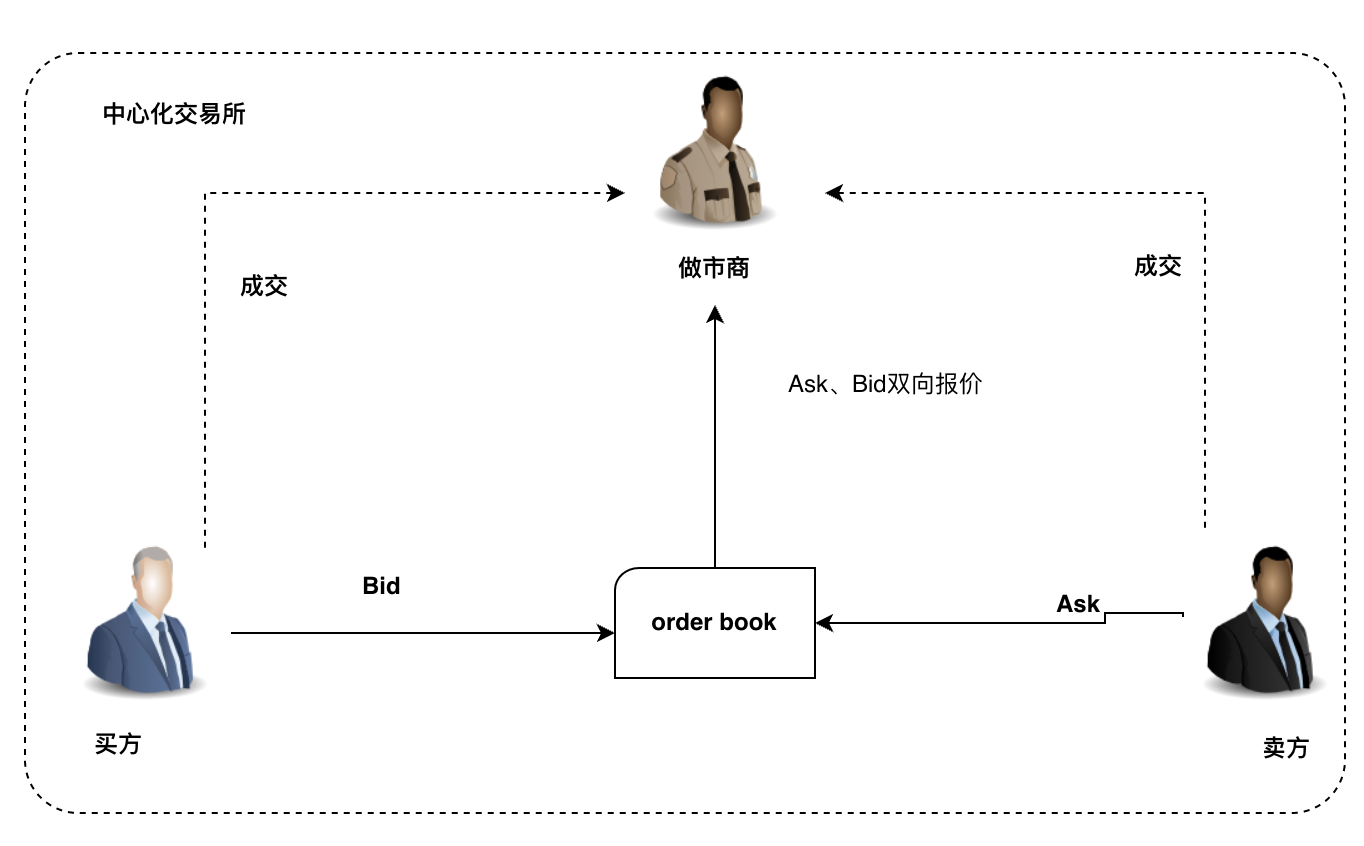 中心化交易所
做市商
成交
成交
Ask、Bid双向报价
Bid
Ask
order book
买方
卖方